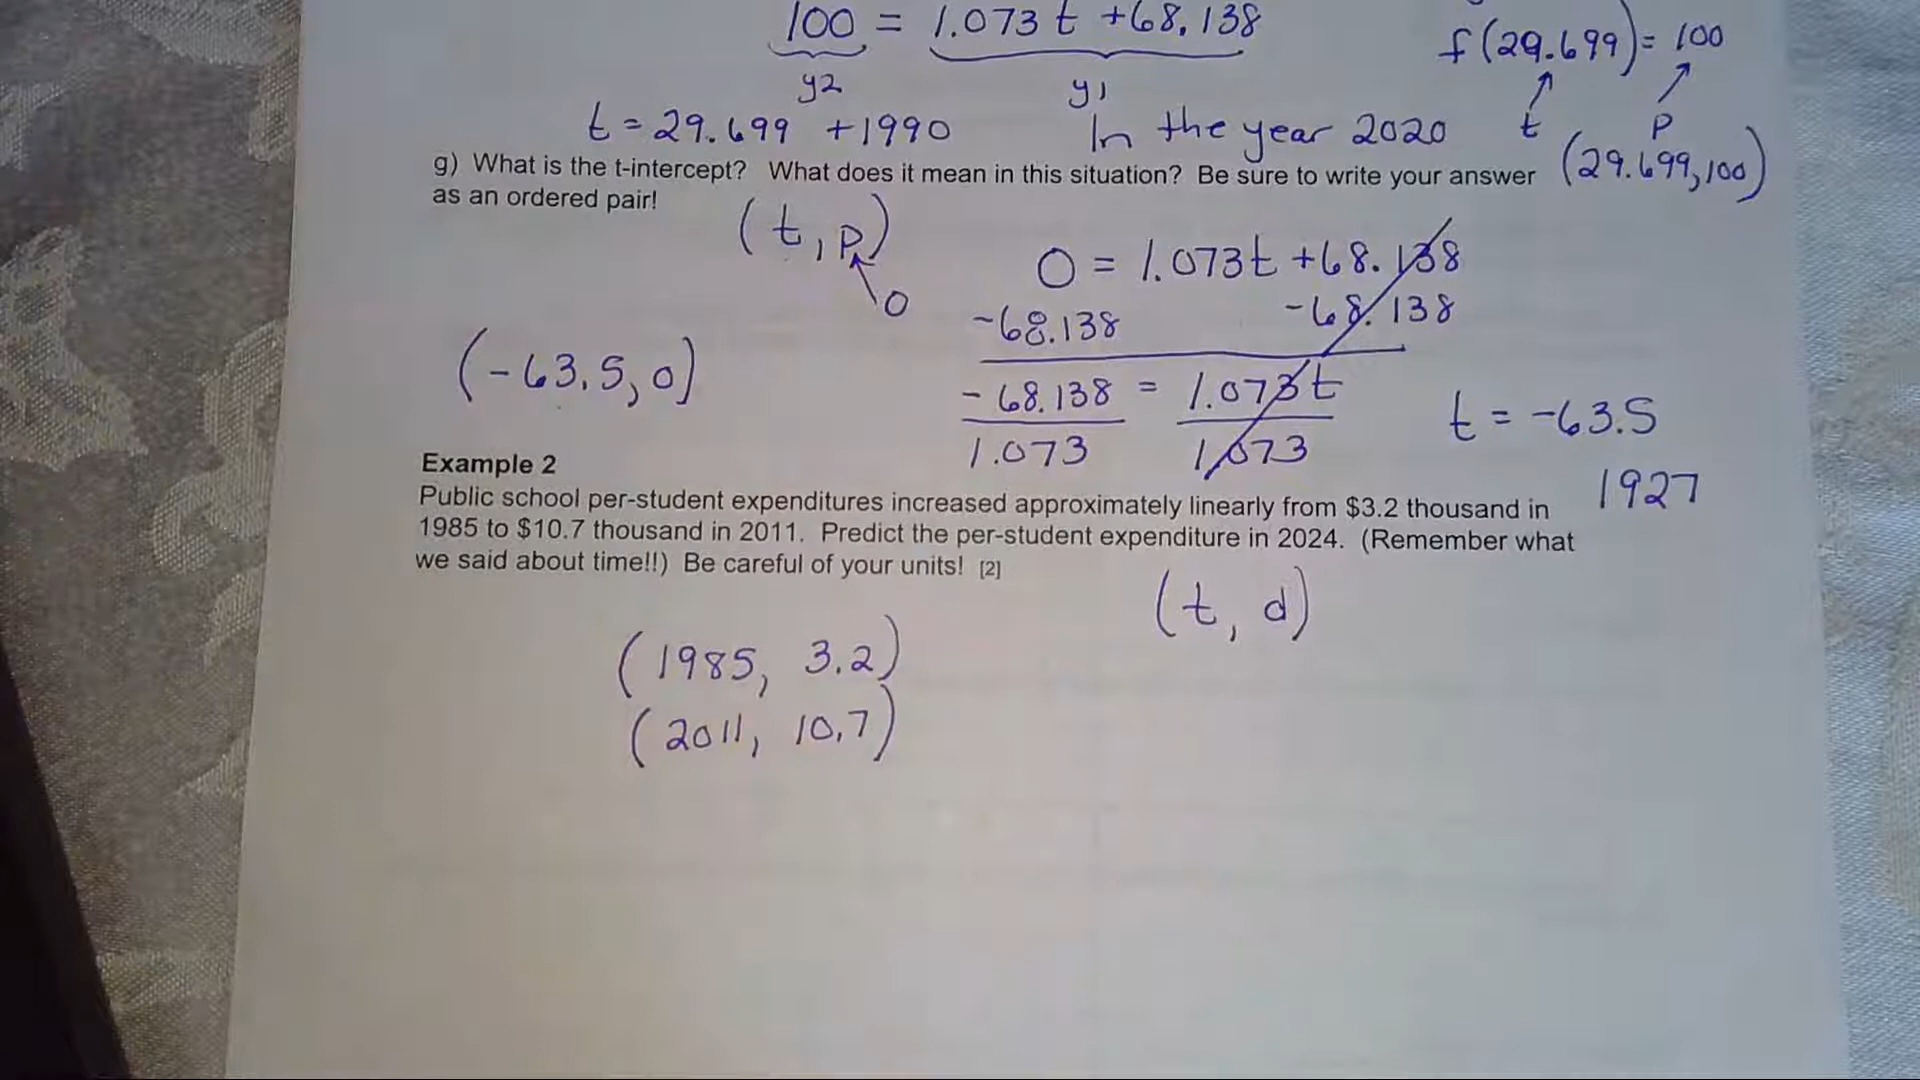 100 = 1.073 t + 68.138
f(29.699) = 100
y2
y1
t
P
t = 29.699 + 1990
In the year 2020
(29.699, 100)
g) What is the t-intercept? What does it mean in this situation? Be sure to write your answer
as an ordered pair!
(t, P)
0
0 = 1.073t + 68.138
-68.138
-68.138
(-63.5, 0)
-68.138 = 1.073t
1.073
1.073
t = -63.5
1927
Example 2
Public school per-student expenditures increased approximately linearly from $3.2 thousand in
1985 to $10.7 thousand in 2011. Predict the per-student expenditure in 2024. (Remember what
we said about time!!) Be careful of your units! [2]
(t, d)
(1985, 3.2)
(2011, 10.7)